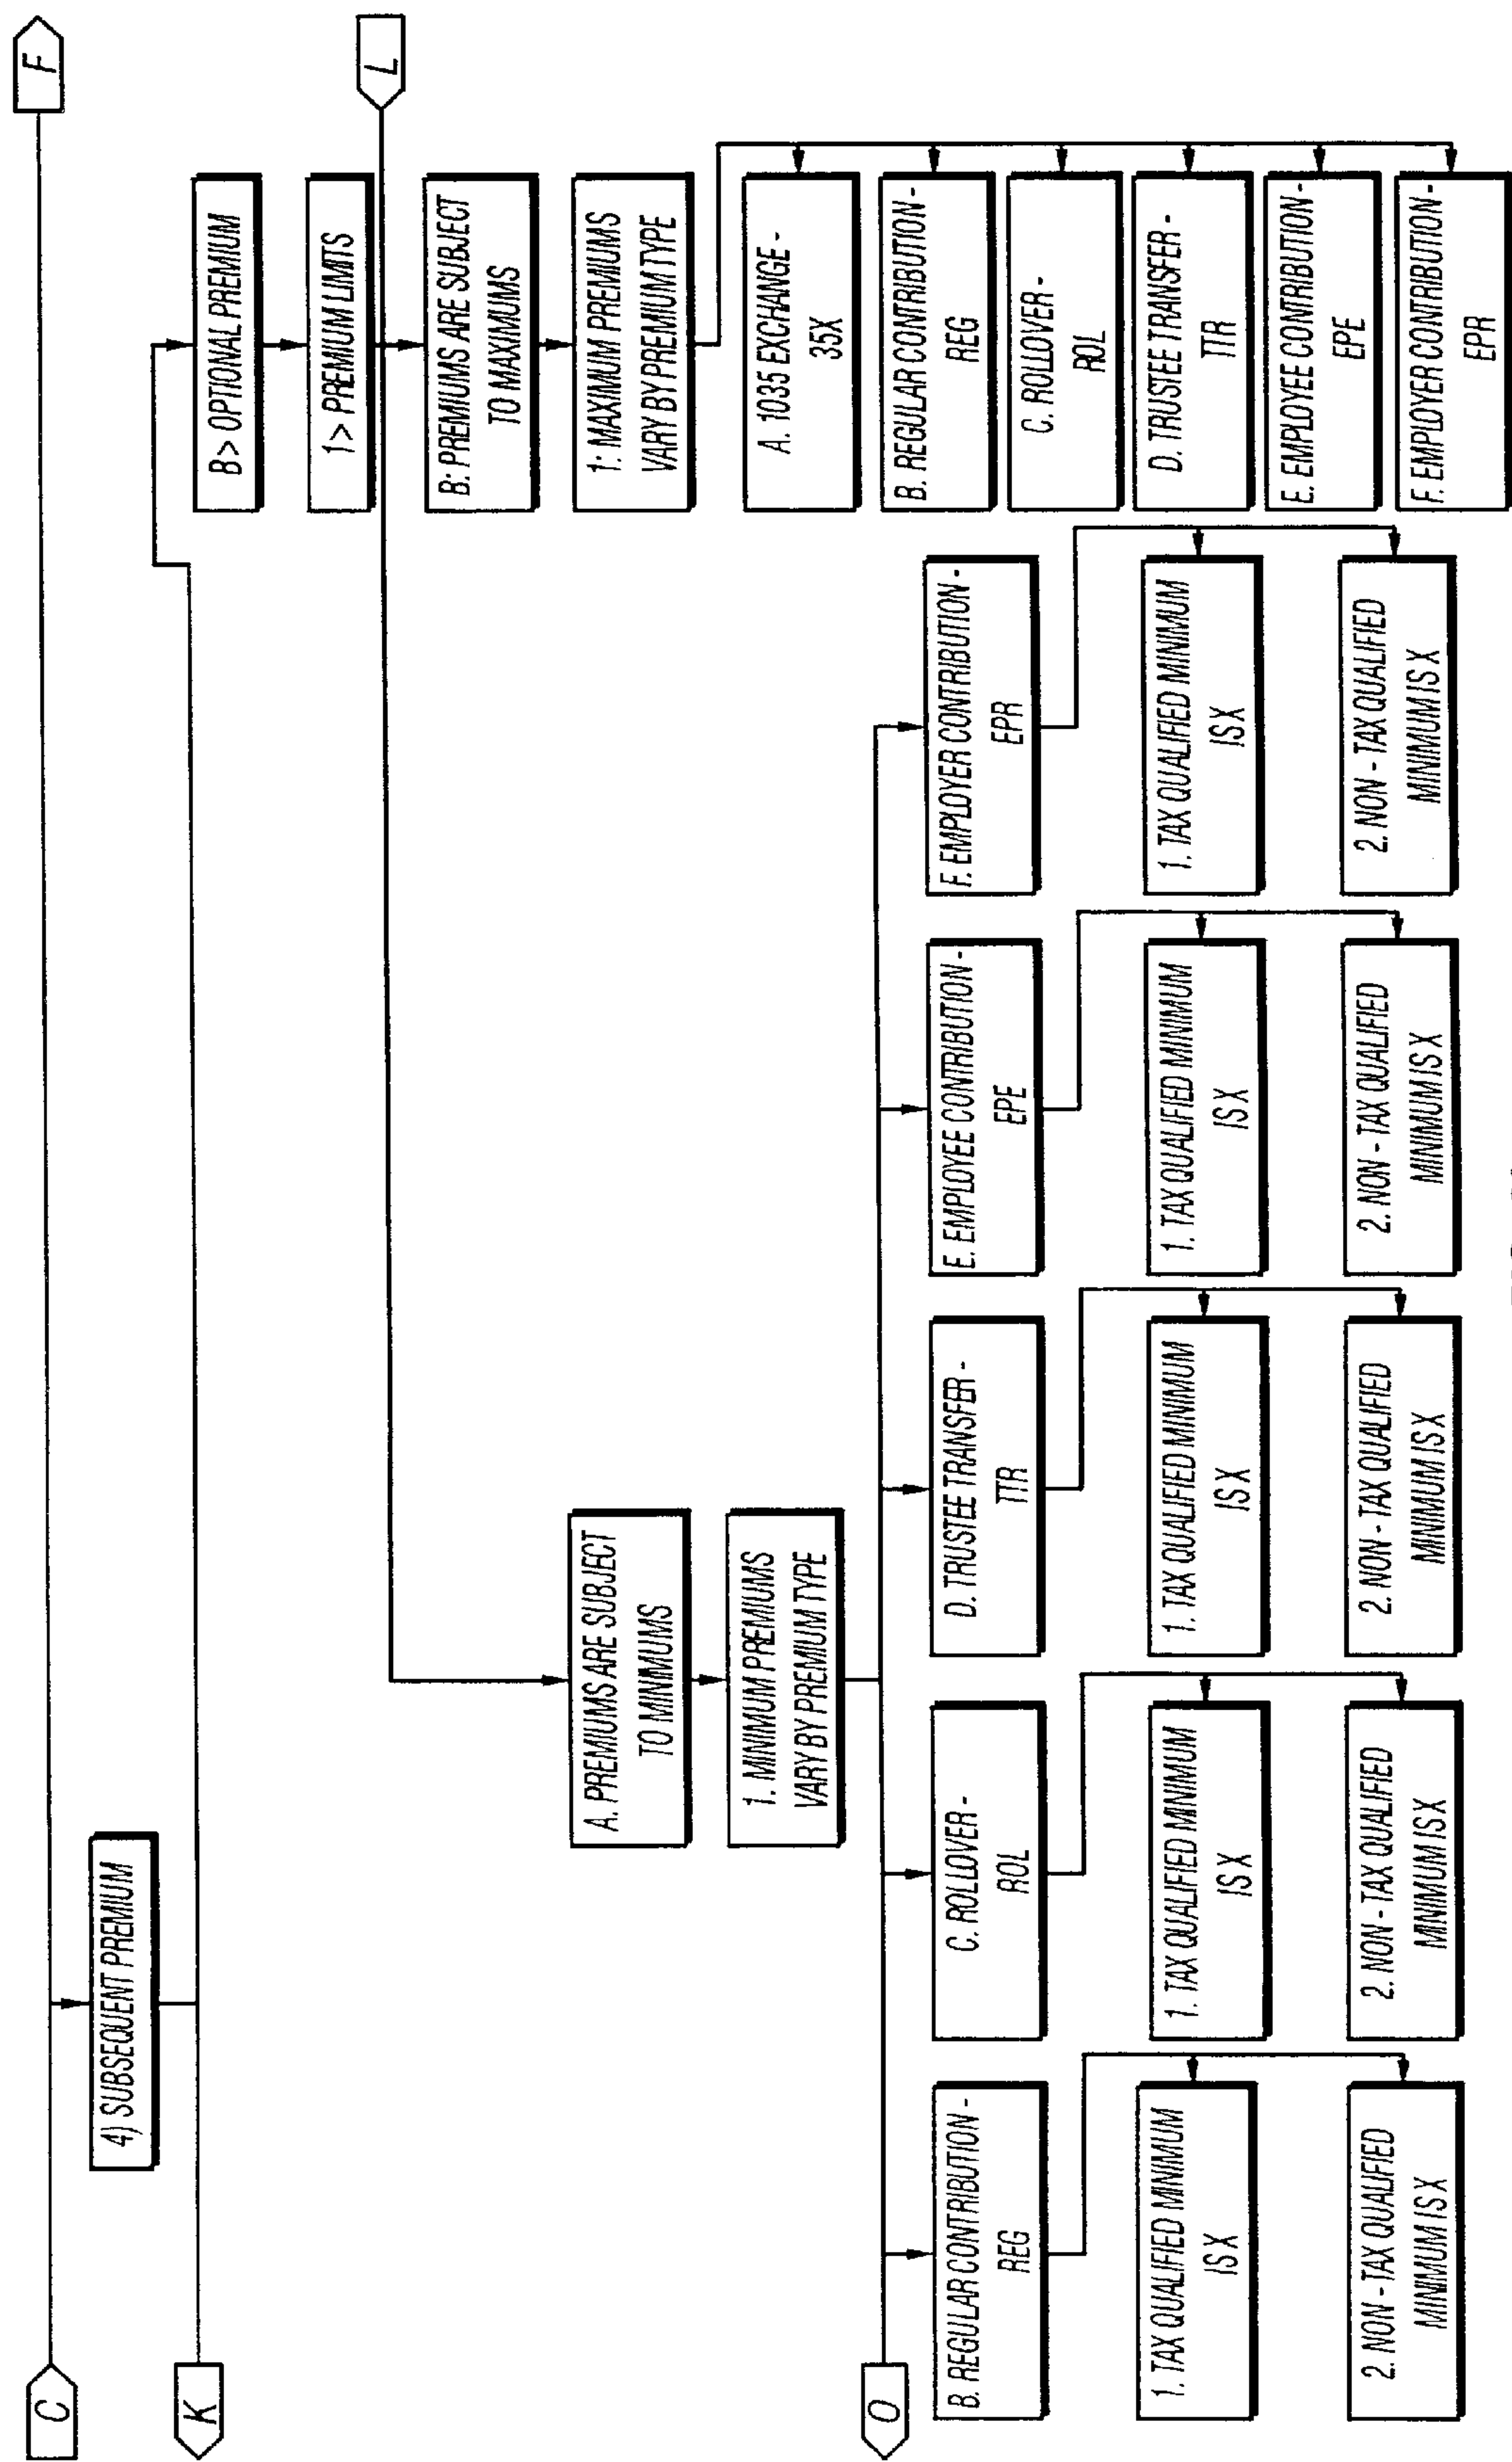 C
F
4) SUBSEQUENT PREMIUM
K
B> OPTIONAL PREMIUM
1> PREMIUM LIMITS
L
B: PREMIUMS ARE SUBJECT
TO MAXIMUMS
1: MAXIMUM PREMIUMS
VARY BY PREMIUM TYPE
A. 1035 EXCHANGE -
35X
B. REGULAR CONTRIBUTION -
REG
C. ROLLOVER -
ROL
D. TRUSTEE TRANSFER -
TTR
E. EMPLOYEE CONTRIBUTION -
EPE
F. EMPLOYER CONTRIBUTION -
EPR
A. PREMIUMS ARE SUBJECT
TO MINIMUMS
1. MINIMUM PREMIUMS
VARY BY PREMIUM TYPE
O
B. REGULAR CONTRIBUTION -
REG
1. TAX QUALIFIED MINIMUM
IS X
2. NON - TAX QUALIFIED
MINIMUM IS X
C. ROLLOVER -
ROL
1. TAX QUALIFIED MINIMUM
IS X
2. NON - TAX QUALIFIED
MINIMUM IS X
D. TRUSTEE TRANSFER -
TTR
1. TAX QUALIFIED MINIMUM
IS X
2. NON - TAX QUALIFIED
MINIMUM IS X
E. EMPLOYEE CONTRIBUTION -
EPE
1. TAX QUALIFIED MINIMUM
IS X
2. NON - TAX QUALIFIED
MINIMUM IS X
F. EMPLOYER CONTRIBUTION -
EPR
1. TAX QUALIFIED MINIMUM
IS X
2. NON - TAX QUALIFIED
MINIMUM IS X